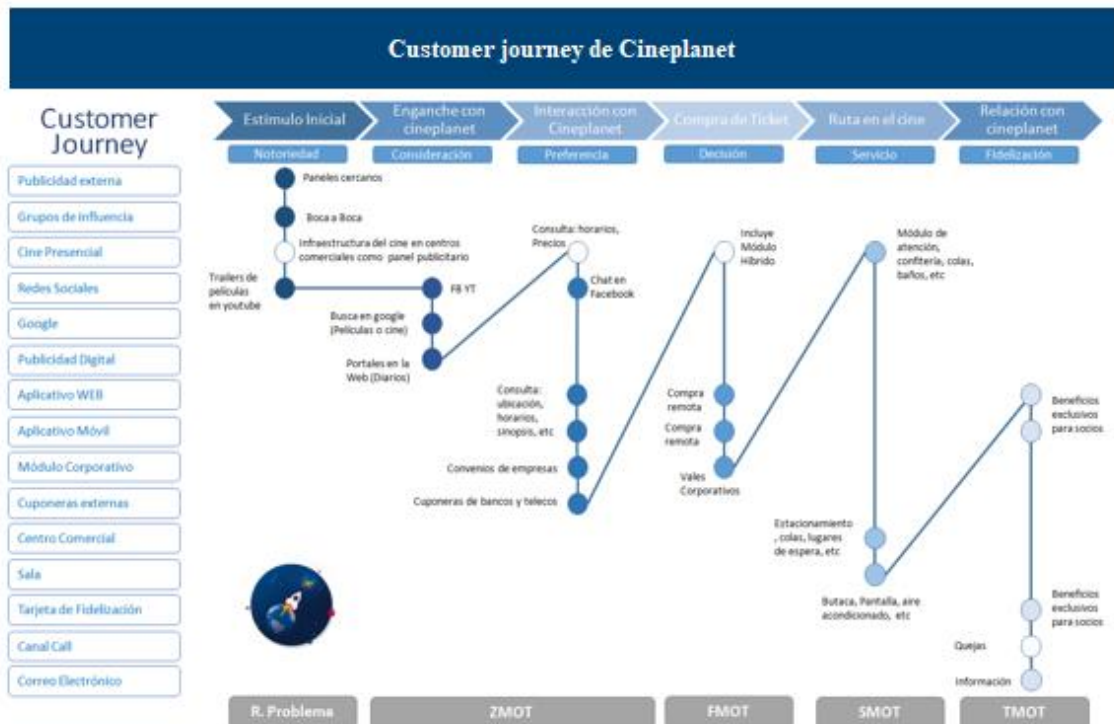 Customer journey de Cineplanet
Customer
Journey
Estímulo Inicial
Enganche con
cineplanet
Interacción con
Cineplanet
Compra de Ticket
Ruta en el cine
Relación con
cineplanet
Notoriedad
Consideración
Preferencia
Decisión
Servicio
Fidelización
Publicidad externa
Grupos de influencia
Cine Presencial
Redes Sociales
Google
Publicidad Digital
Aplicativo WEB
Aplicativo Móvil
Módulo Corporativo
Cuponeras externas
Centro Comercial
Sala
Tarjeta de Fidelización
Canal Call
Correo Electrónico
Paneles cercanos
Boca a Boca
Infraestructura del cine en centros
comerciales como panel publicitario
Trailers de
películas
en youtube
FB YT
Busca en google
(Películas o cine)
Portales en la
Web (Diarios)
Consulta: horarios,
Precios
Chat en
Facebook
Consulta:
ubicación,
horarios,
sinopsis, etc
Convenios de empresas
Cuponeras de bancos y telecos
Incluye
Módulo
Híbrido
Compra
remota
Compra
remota
Vales
Corporativos
Módulo de
atención,
confitería, colas,
baños, etc
Estacionamiento
, colas, lugares
de espera, etc
Butaca, Pantalla, aire
acondicionado, etc
Beneficios
exclusivos
para socios
Beneficios
exclusivos
para socios
Quejas
Información
R. Problema
ZMOT
FMOT
SMOT
TMOT